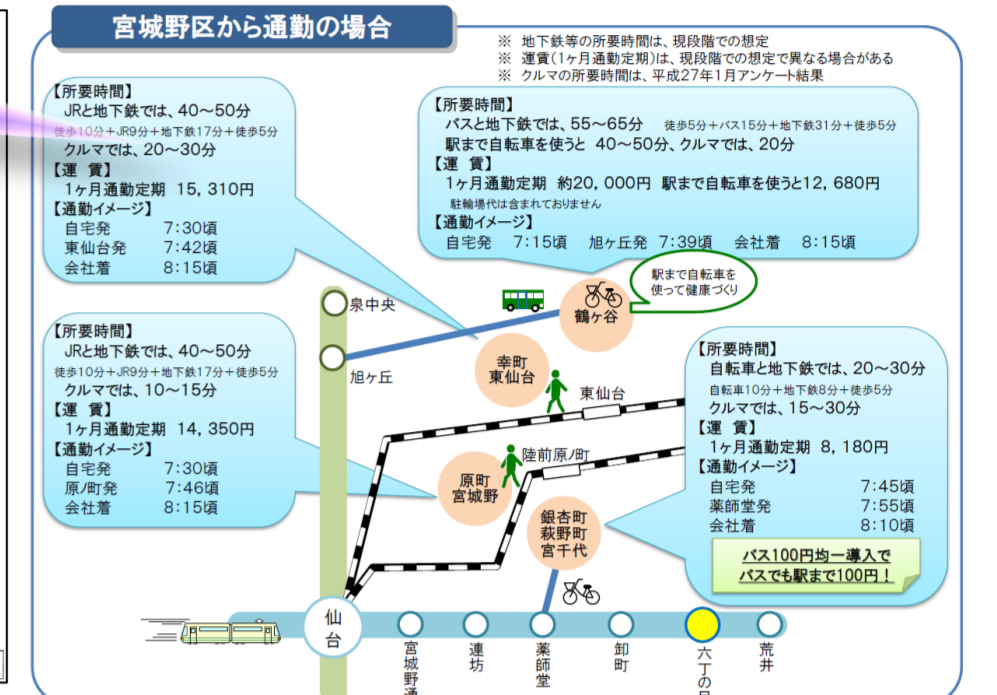 宮城野区から通勤の場合
※ 地下鉄等の所要時間は、現段階での想定
※ 運賃(1ヶ月通勤定期)は、現段階での想定で異なる場合がある
※ クルマの所要時間は、平成27年1月アンケート結果
【所要時間】
JRと地下鉄では、40～50分
徒歩10分＋JR9分＋地下鉄17分＋徒歩5分
クルマでは、20～30分
【運 賃】
1ヶ月通勤定期 15,310円
【通勤イメージ】
自宅発 7:30頃
東仙台発 7:42頃
会社着 8:15頃
【所要時間】
バスと地下鉄では、55～65分 徒歩5分＋バス15分＋地下鉄31分＋徒歩5分
駅まで自転車を使うと 40～50分、クルマでは、20分
【運 賃】
1ヶ月通勤定期 約20,000円 駅まで自転車を使うと12,680円
駐輪場代は含まれておりません
【通勤イメージ】
自宅発 7:15頃 旭ヶ丘発 7:39頃 会社着 8:15頃
駅まで自転車を
使って健康づくり
泉中央
鶴ヶ谷
旭ヶ丘
幸町
東仙台
東仙台
【所要時間】
JRと地下鉄では、40～50分
徒歩10分＋JR9分＋地下鉄17分＋徒歩5分
クルマでは、10～15分
【運 賃】
1ヶ月通勤定期 14,350円
【通勤イメージ】
自宅発 7:30頃
原ノ町発 7:46頃
会社着 8:15頃
陸前原ノ町
原町
宮城野
銀杏町
萩野町
宮千代
【所要時間】
自転車と地下鉄では、20～30分
自転車10分＋地下鉄8分＋徒歩5分
クルマでは、15～30分
【運 賃】
1ヶ月通勤定期 8,180円
【通勤イメージ】
自宅発 7:45頃
薬師堂発 7:55頃
会社着 8:10頃
バス100円均一導入で
バスでも駅まで100円！
仙台
宮城野通
連坊
薬師堂
卸町
六丁の
荒井